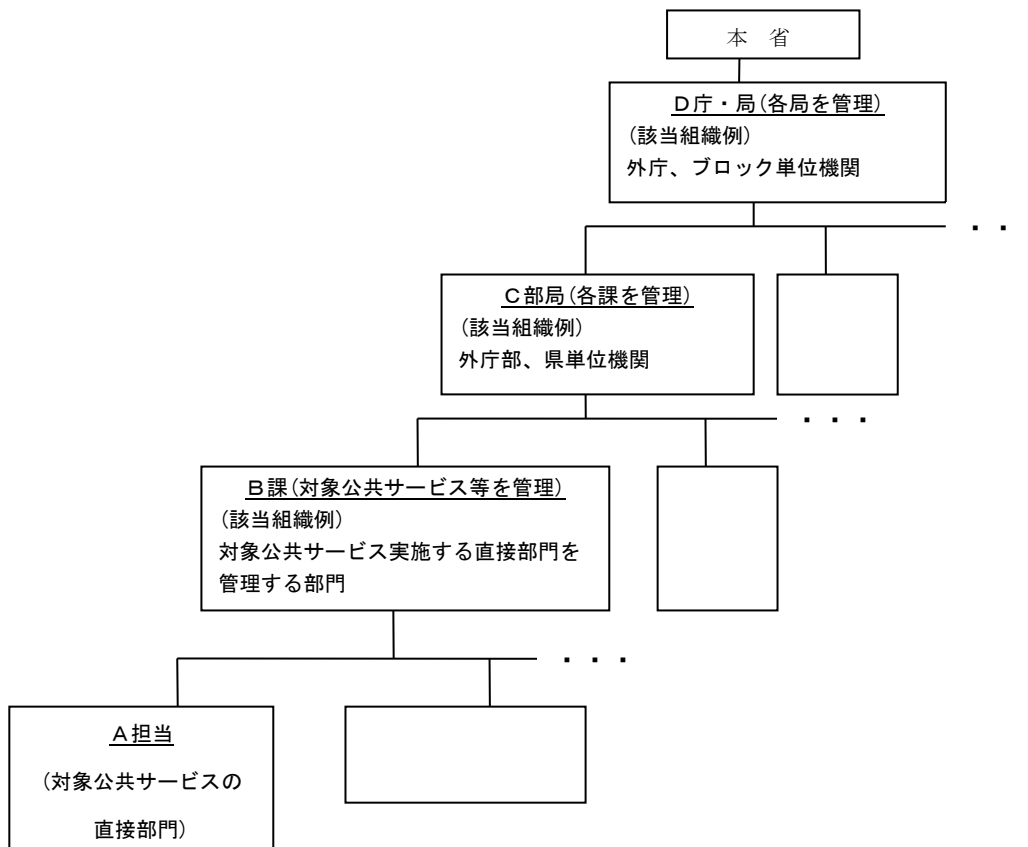 本 省
D庁・局(各局を管理)
(該当組織例)
外庁、ブロック単位機関
・・
C部局(各課を管理)
(該当組織例)
外庁部、県単位機関
・・・
B課(対象公共サービス等を管理)
(該当組織例)
対象公共サービス実施する直接部門を
管理する部門
・・・
A担当
(対象公共サービスの
直接部門)